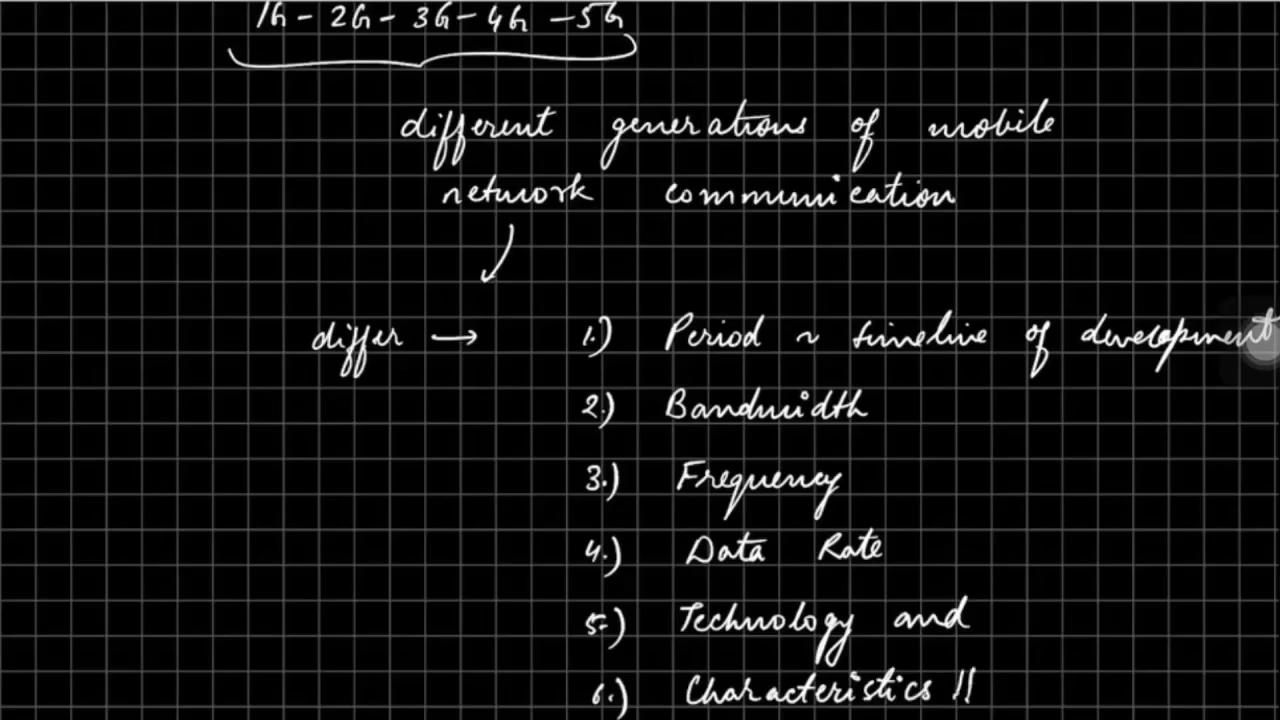 1G - 2G - 3G - 4G - 5G
different generations of mobile
network communication
differ → 1.) Period ~ timeline of development
2.) Bandwidth
3.) Frequency
4.) Data Rate
5.) Technology and
6.) Characteristics !!